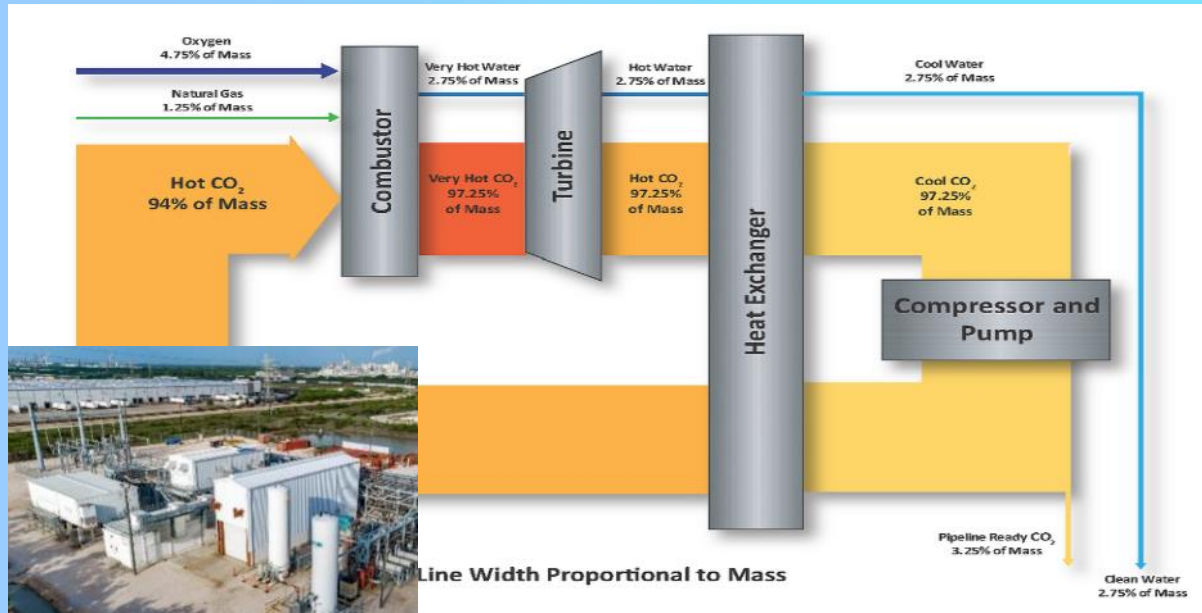 Oxygen
4.75% of Mass
Natural Gas
1.25% of Mass
Hot CO₂
94% of Mass
Combustor
Very Hot Water
2.75% of Mass
Very Hot CO₂
97.25%
of Mass
Turbine
Hot Water
2.75% of Mass
Hot CO₂
97.25%
of Mass
Heat Exchanger
Cool Water
2.75% of Mass
Cool CO₂
97.25%
of Mass
Compressor and
Pump
Pipeline Ready CO₂
3.25% of Mass
Clean Water
2.75% of Mass
Line Width Proportional to Mass